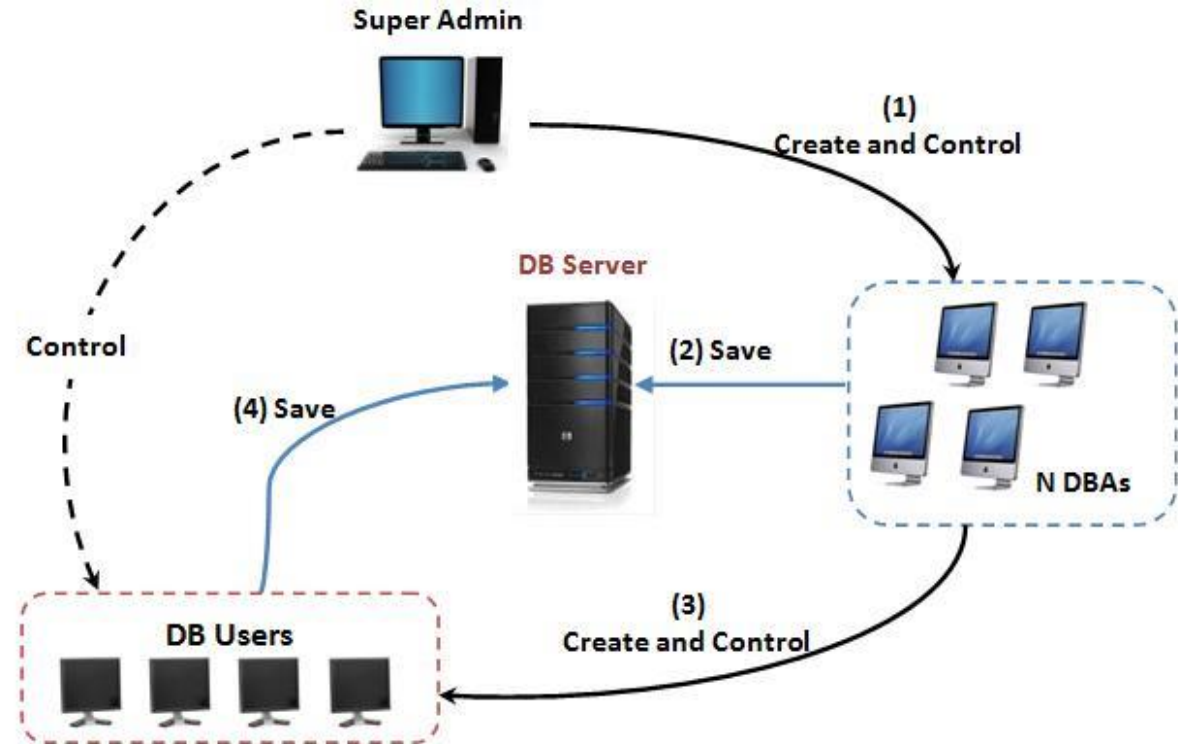 Super Admin
(1)
Create and Control
DB Server
Control
(2) Save
(4) Save
N DBAs
(3)
Create and Control
DB Users